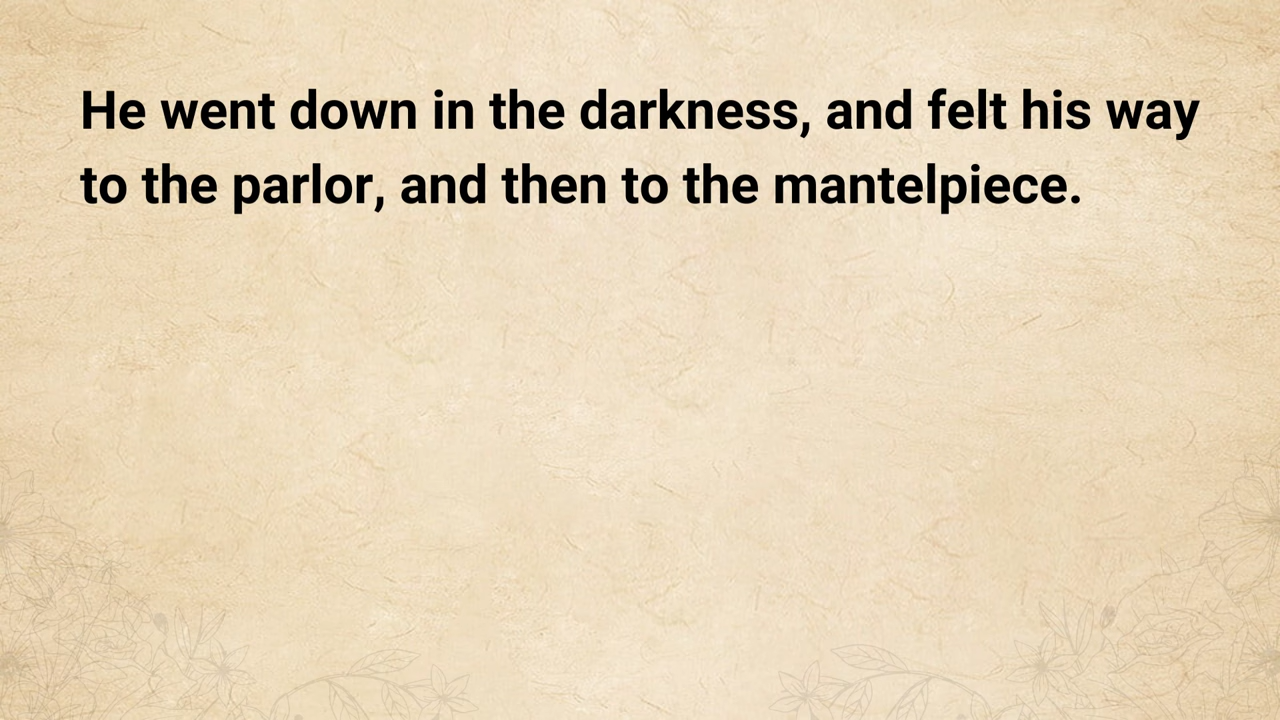 He went down in the darkness, and felt his way
to the parlor, and then to the mantelpiece.